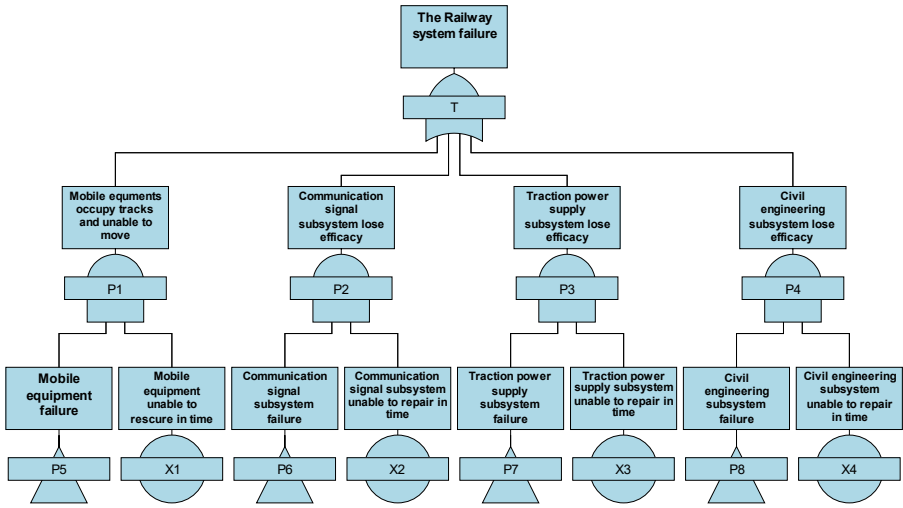 The Railway
system failure
T
Mobile equments
occupy tracks
and unable to
move
Communication
signal
subsystem lose
efficacy
Traction power
supply
subsystem lose
efficacy
Civil
engineering
subsystem lose
efficacy
P1
P2
P3
P4
Mobile
equipment
failure
Mobile
equipment
unable to
rescure in time
Communication
signal
subsystem
failure
Communication
signal subsystem
unable to repair in
time
Traction power
supply
subsystem
failure
Traction power
supply subsystem
unable to repair in
time
Civil
engineering
subsystem
failure
Civil engineering
subsystem
unable to repair
in time
P5
X1
P6
X2
P7
X3
P8
X4